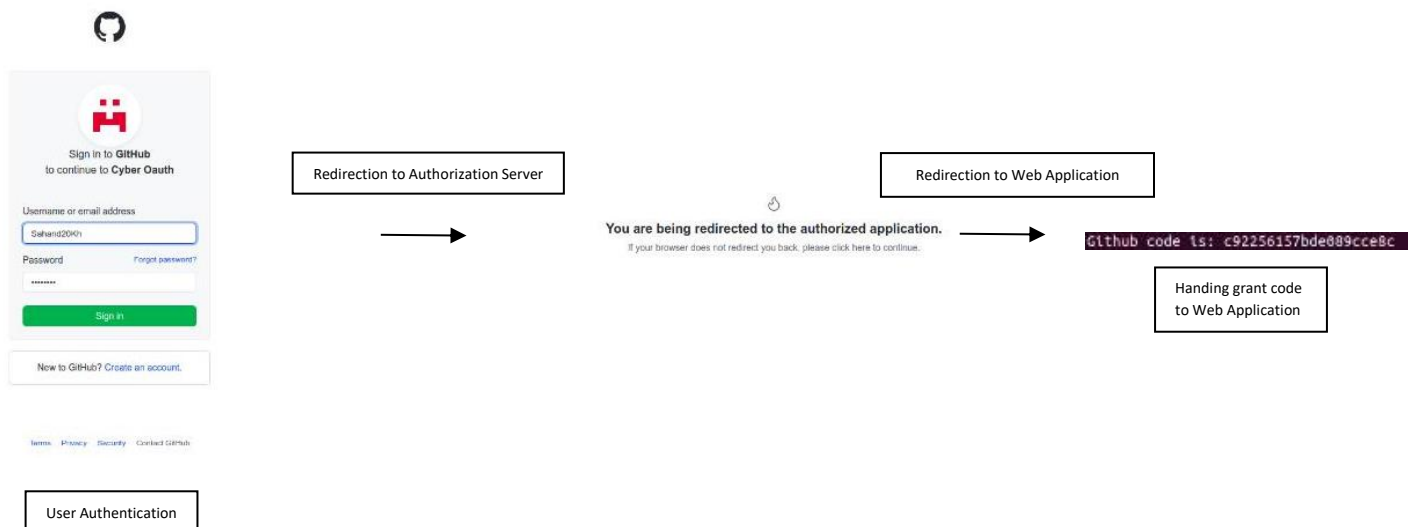 Sign in to GitHub
to continue to Cyber Oauth
Username or email address
Sahand20Kh
Password Forgot password?
Sign in
New to GitHub? Create an account.
Terms Privacy Security Contact GitHub
User Authentication
Redirection to Authorization Server
You are being redirected to the authorized application.
If your browser does not redirect you back, please click here to continue.
Redirection to Web Application
Github code is: c92256157bde089cce8c
Handing grant code
to Web Application